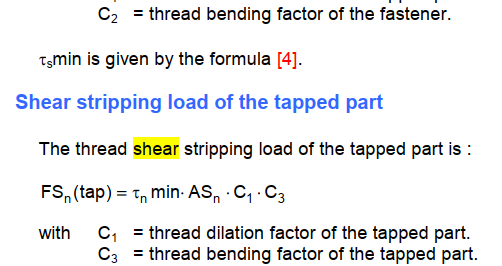 C₂ = thread bending factor of the fastener.
τₛmin is given by the formula [4].
Shear stripping load of the tapped part
The thread shear stripping load of the tapped part is :
FSₙ(tap) = τₙ min· ASₙ · C₁ · C₃
with C₁ = thread dilation factor of the tapped part.
C₃ = thread bending factor of the tapped part.